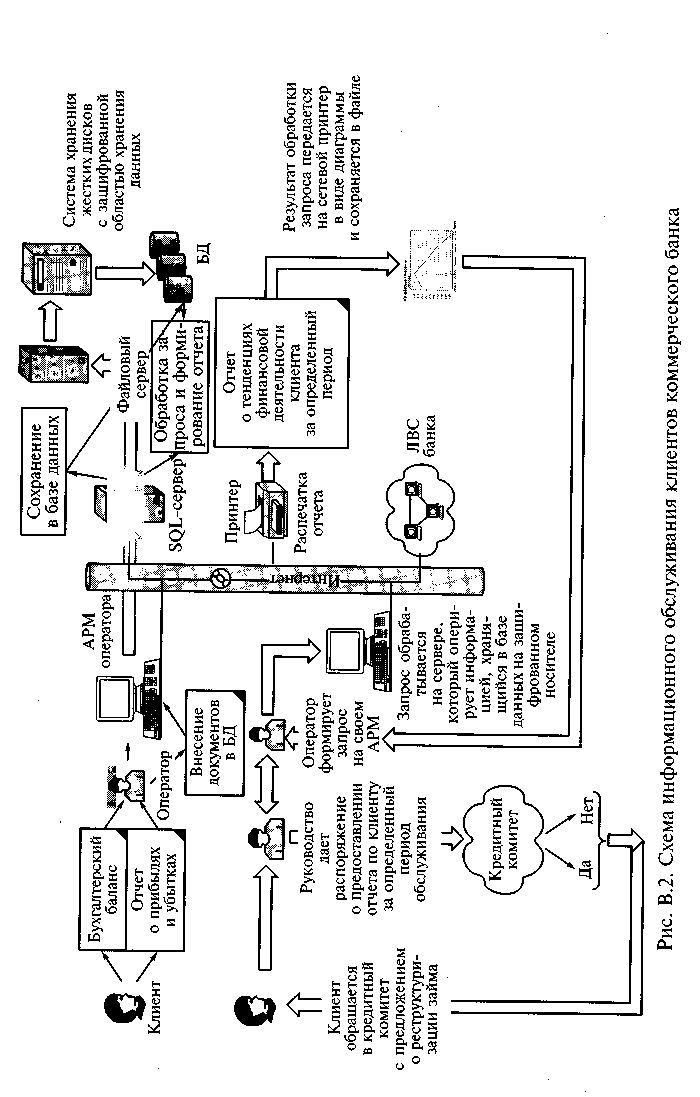 Клиент
Бухгалтерский
баланс
Отчет
о прибылях
и убытках
Оператор
Внесение
документов
в БД
АРМ
оператора
Интернет
SQL-сервер
Сохранение
в базе данных
Файловый
сервер
Обработка за-
проса и форми-
рование отчета
Система хранения
жестких дисков
с зашифрованной
областью хранения
данных
БД
Принтер
Распечатка
отчета
Отчет
о тенденциях
финансовой
деятельности
клиента
за определенный
период
Результат обработки
запроса передается
на сетевой принтер
в виде диаграммы
и сохраняется в файле
ЛВС
банка
Клиент
обращается
в кредитный
комитет
с предложением
о реструктури-
зации займа
Руководство
дает
распоряжение
о предоставлении
отчета по клиенту
за определенный
период
обслуживания
Оператор
формирует
запрос
на своем
АРМ
Запрос обраба-
тывается
на сервере,
который опери-
рует информа-
цией, храня-
щийся в базе
данных на заши-
фрованном
носителе
Кредитный
комитет
Да
Нет
Рис. В.2. Схема информационного обслуживания клиентов коммерческого банка